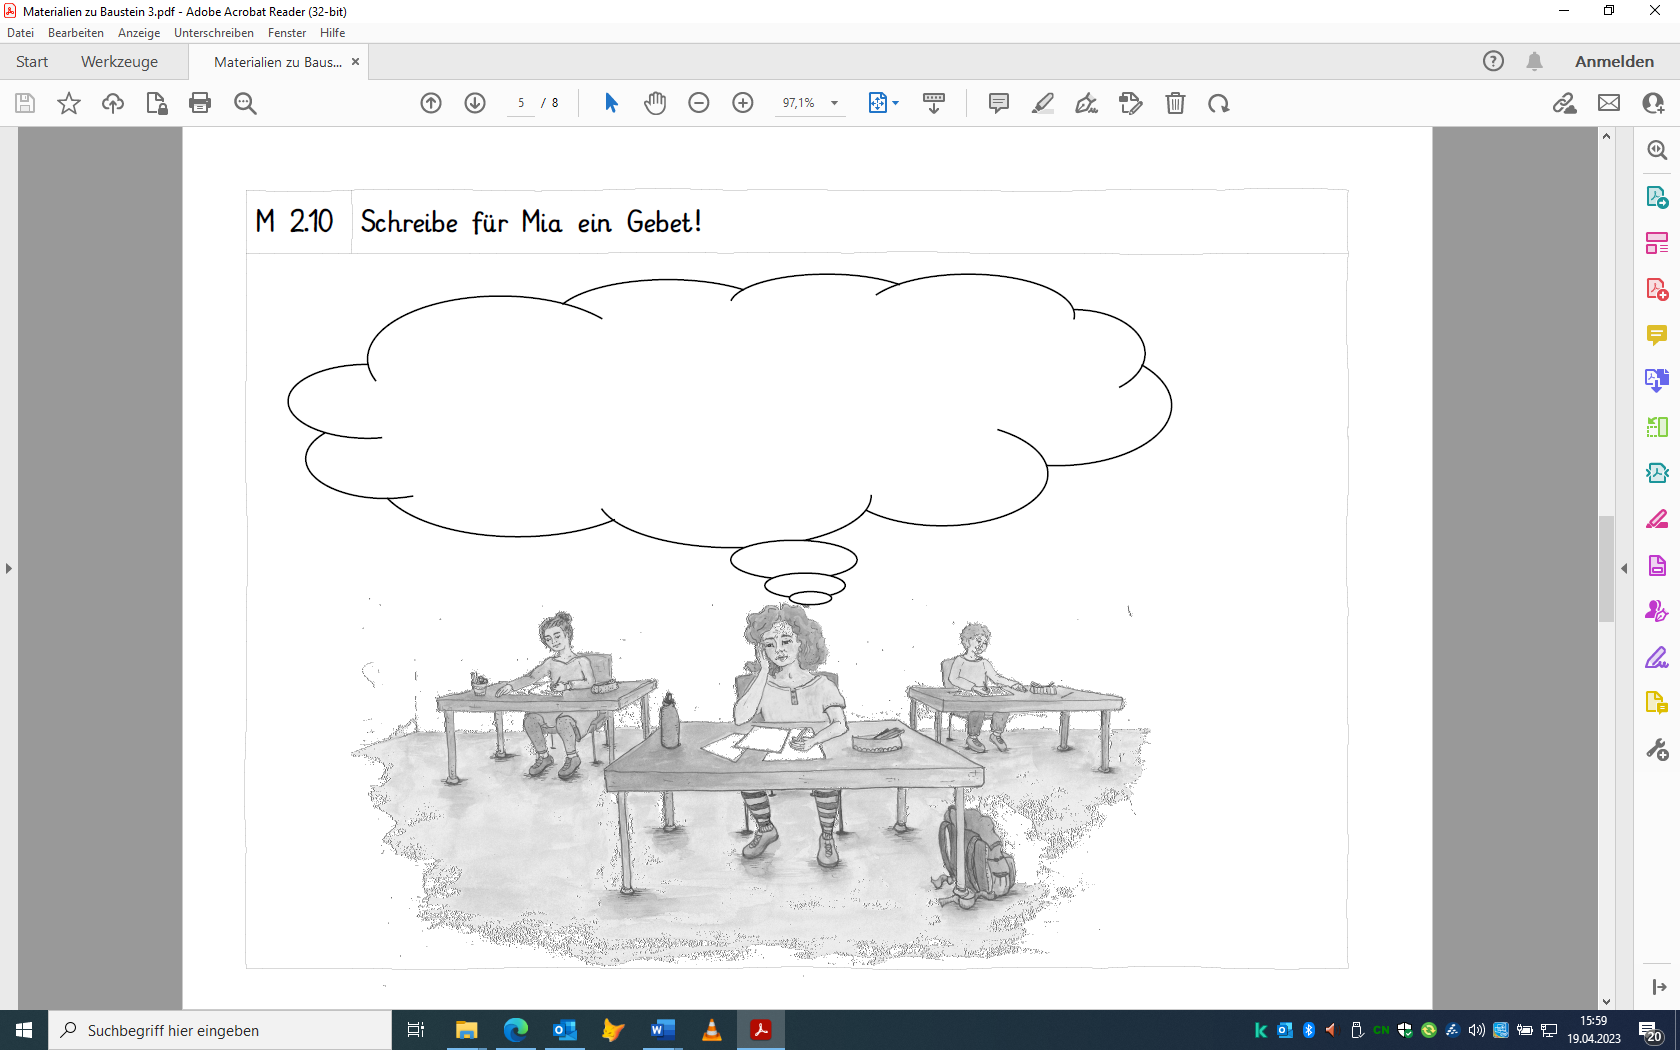 Materialien zu Baustein 3.pdf - Adobe Acrobat Reader (32-bit)
Datei Bearbeiten Anzeige Unterschreiben Fenster Hilfe
Start Werkzeuge Materialien zu Baus... × Anmelden
5 / 8 97,1%
M 2.10 Schreibe für Mia ein Gebet!
Suchbegriff hier eingeben
CN
15:59
19.04.2023
20